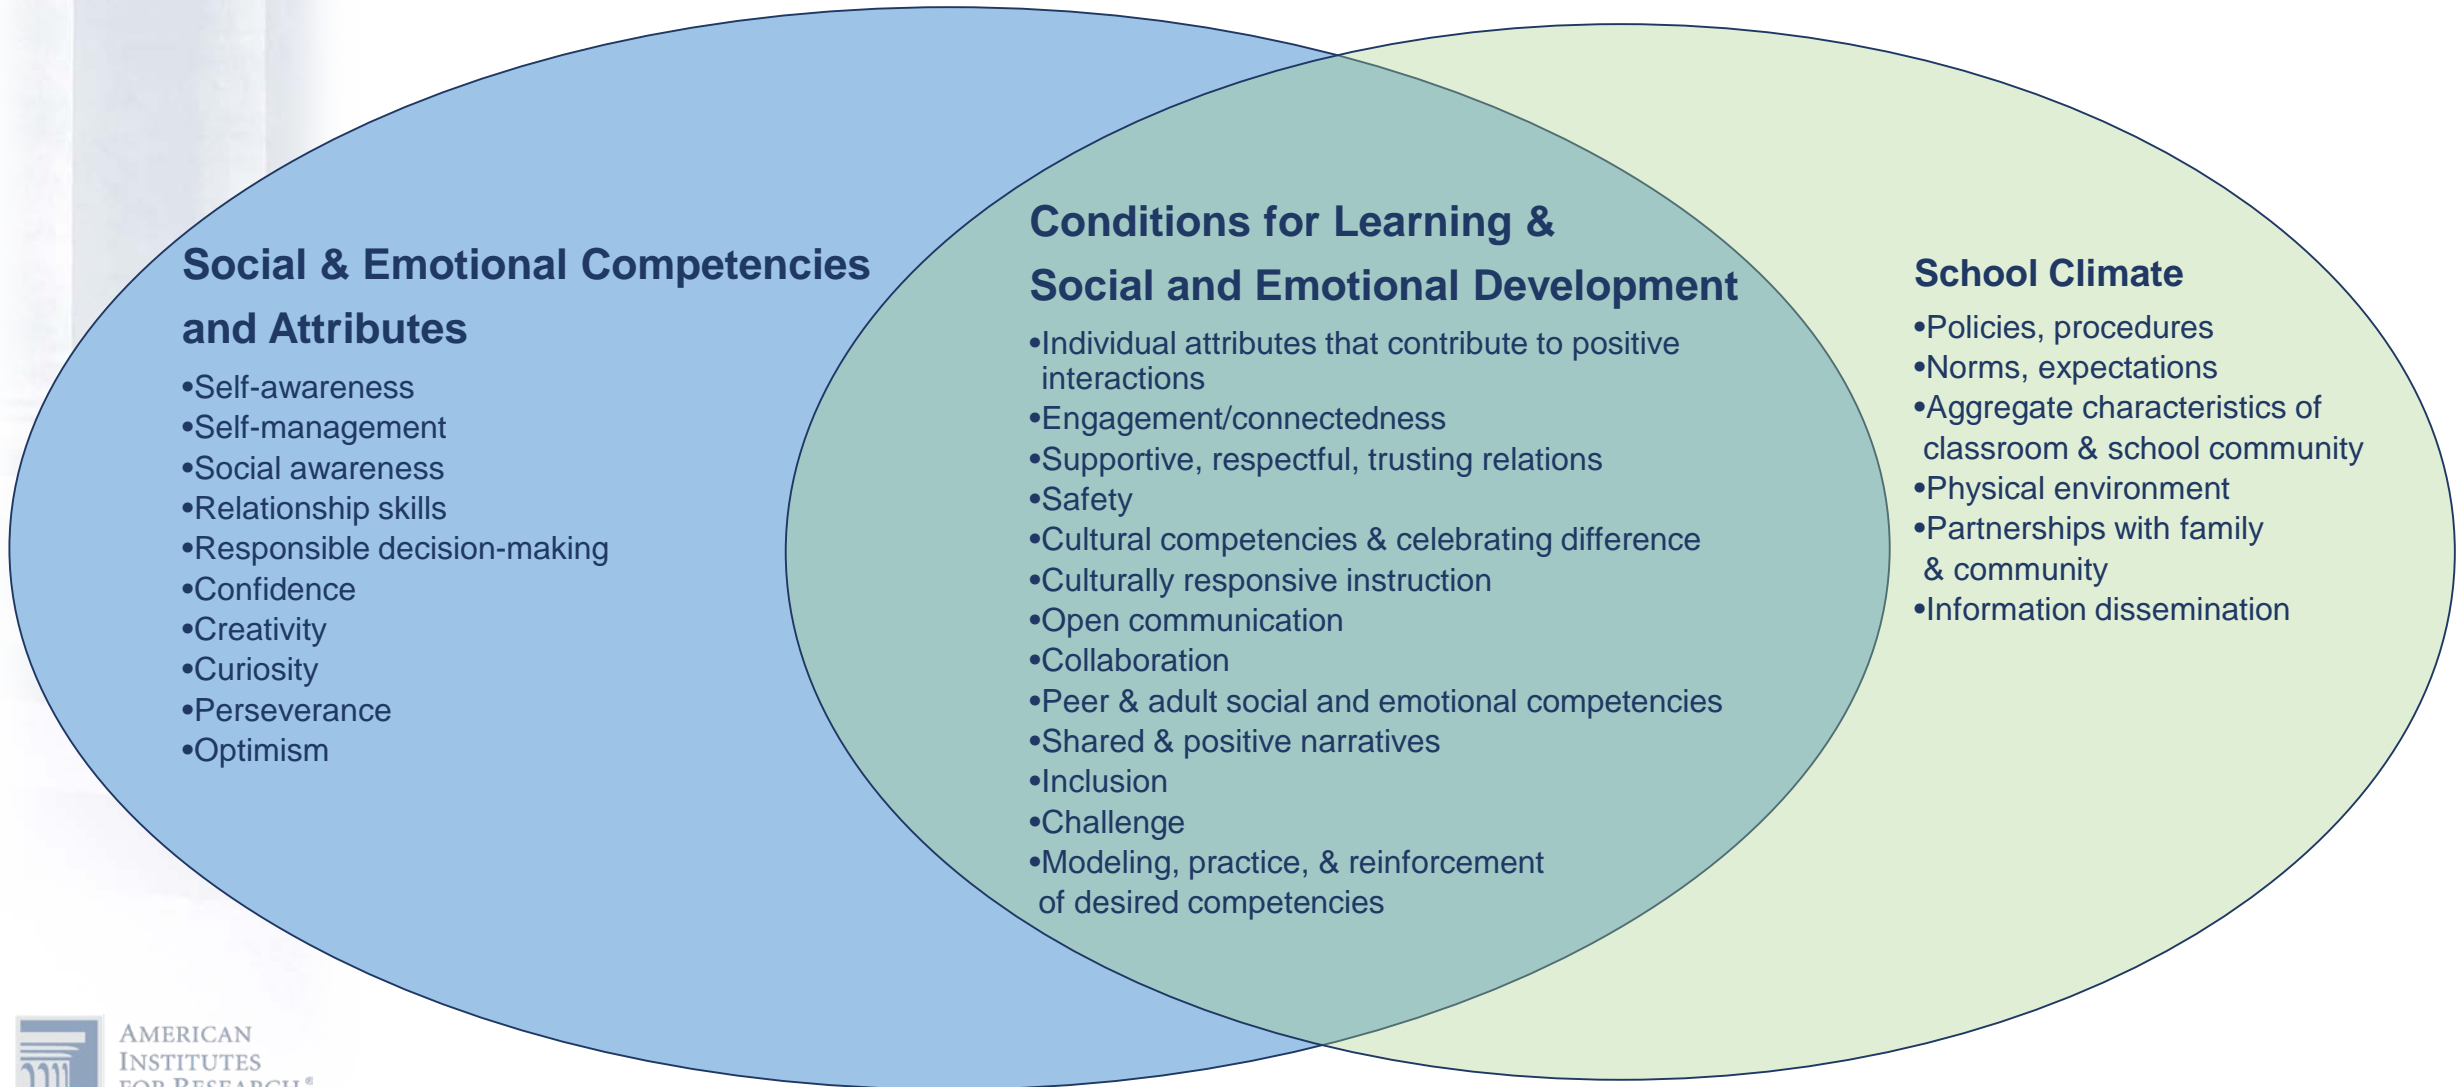 Social & Emotional Competencies
and Attributes
•Self-awareness
•Self-management
•Social awareness
•Relationship skills
•Responsible decision-making
•Confidence
•Creativity
•Curiosity
•Perseverance
•Optimism
Conditions for Learning &
Social and Emotional Development
•Individual attributes that contribute to positive
interactions
•Engagement/connectedness
•Supportive, respectful, trusting relations
•Safety
•Cultural competencies & celebrating difference
•Culturally responsive instruction
•Open communication
•Collaboration
•Peer & adult social and emotional competencies
•Shared & positive narratives
•Inclusion
•Challenge
•Modeling, practice, & reinforcement
of desired competencies
School Climate
•Policies, procedures
•Norms, expectations
•Aggregate characteristics of
classroom & school community
•Physical environment
•Partnerships with family
& community
•Information dissemination
AMERICAN
INSTITUTES
FOR RESEARCH®